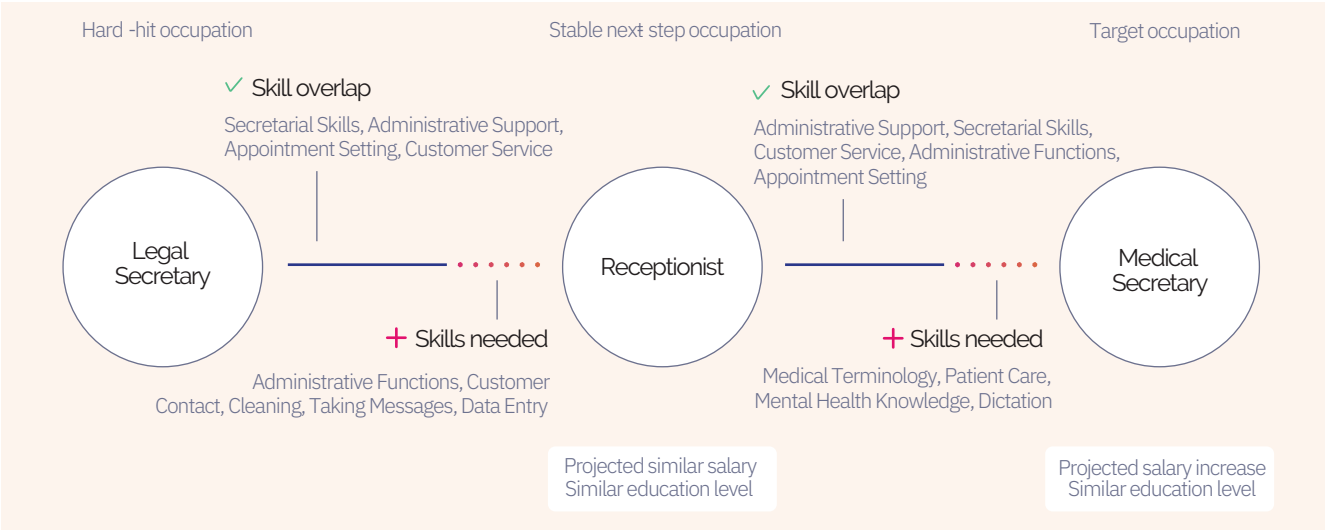 Hard -hit occupation
Stable next step occupation
Target occupation
Skill overlap
Secretarial Skills, Administrative Support,
Appointment Setting, Customer Service
Skill overlap
Administrative Support, Secretarial Skills,
Customer Service, Administrative Functions,
Appointment Setting
Legal
Secretary
Receptionist
Medical
Secretary
+ Skills needed
Administrative Functions, Customer
Contact, Cleaning, Taking Messages, Data Entry
+ Skills needed
Medical Terminology, Patient Care,
Mental Health Knowledge, Dictation
Projected similar salary
Similar education level
Projected salary increase
Similar education level